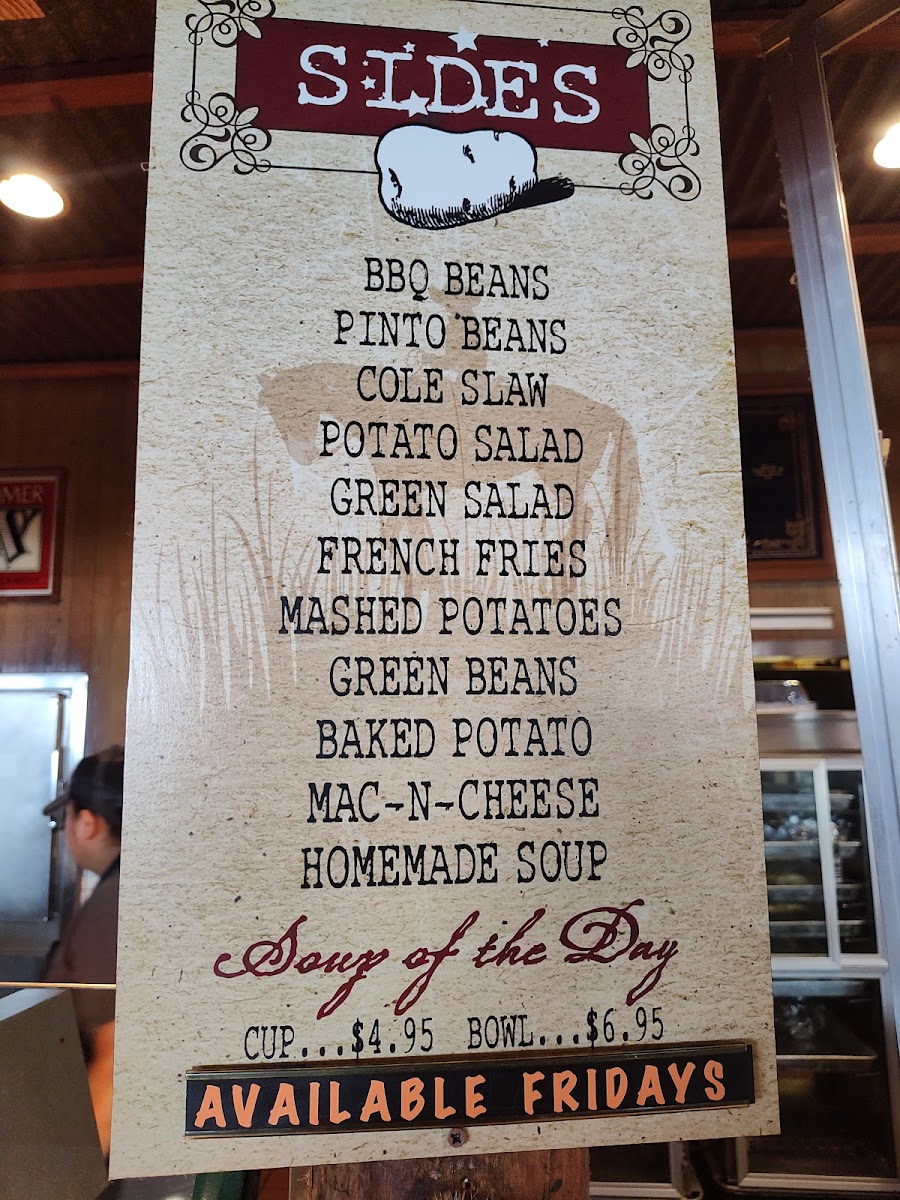 SIDES
BBQ BEANS
PINTO BEANS
COLE SLAW
POTATO SALAD
GREEN SALAD
FRENCH FRIES
MASHED POTATOES
GREEN BEANS
BAKED POTATO
MAC-N-CHEESE
HOMEMADE SOUP
Soup of the Day
CUP...$4.95 BOWL...$6.95
AVAILABLE FRIDAYS